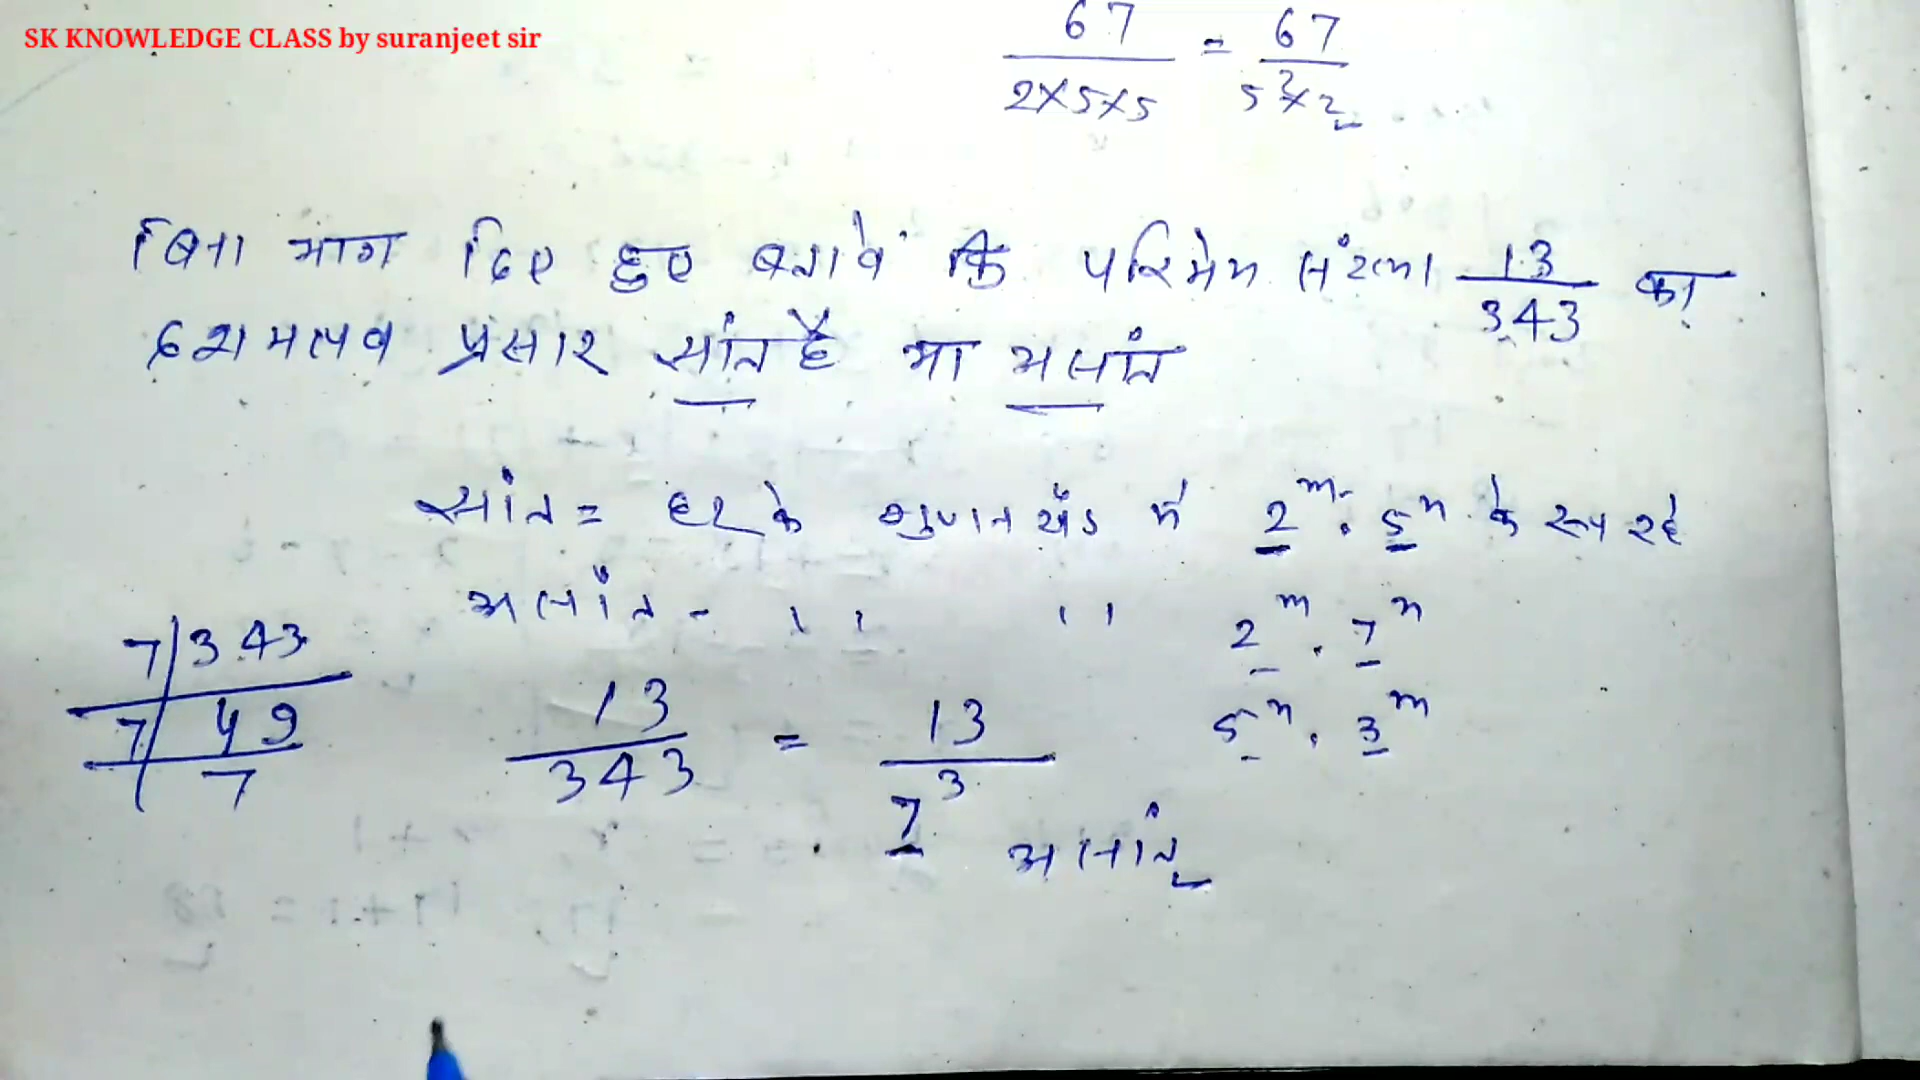 SK KNOWLEDGE CLASS by suranjeet sir
67/2×5×5 = 67/5²×2
बिना भाग दिए हुए बतावें कि परिमेय संख्या 13/343 का
दशमलव प्रसार सांत है या असांत
सांत = हर के गुणनखंड में 2^m · 5^n के रूप रहे
असांत - ,, ,, 2^m · 7^n
5^n · 3^m
7 | 343
7 | 49
7
13/343 = 13/7³
असांत